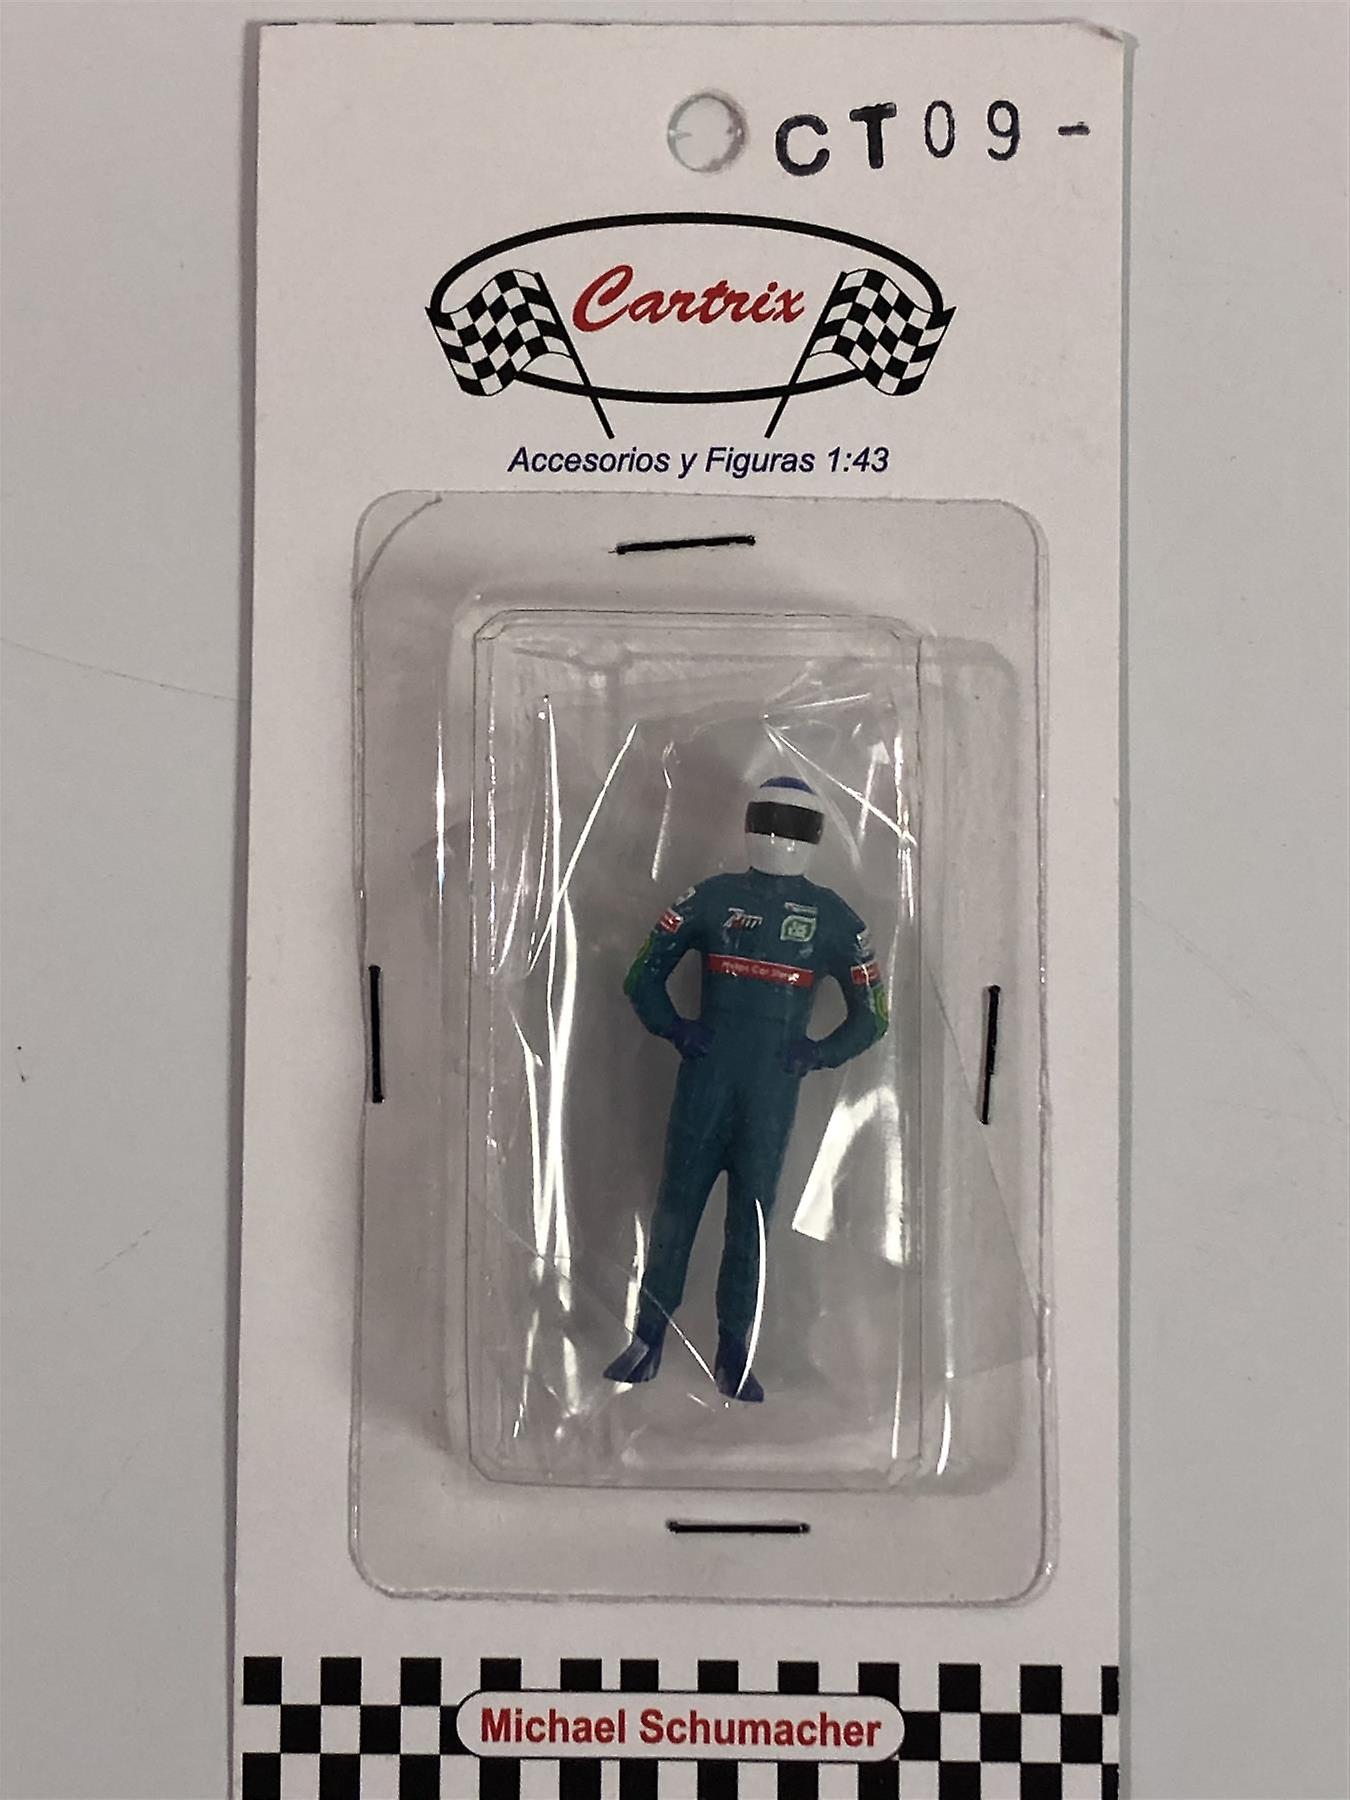 CT09-
Cartrix
Accesorios y Figuras 1:43
Michael Schumacher